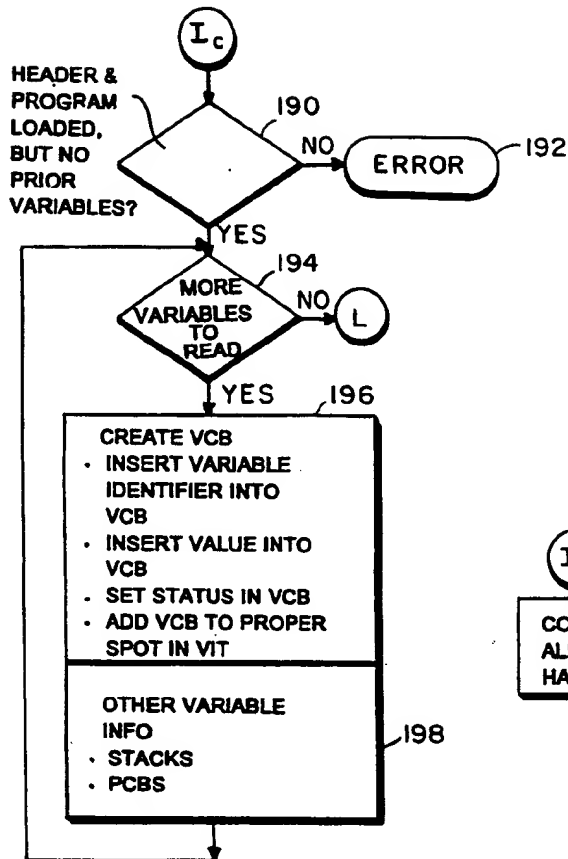 Ic
HEADER &
PROGRAM
LOADED,
BUT NO
PRIOR
VARIABLES?
190
NO
ERROR
192
YES
194
MORE
VARIABLES
TO
READ
NO
L
YES
196
CREATE VCB
• INSERT VARIABLE
IDENTIFIER INTO
VCB
• INSERT VALUE INTO
VCB
• SET STATUS IN VCB
• ADD VCB TO PROPER
SPOT IN VIT
OTHER VARIABLE
INFO
• STACKS
• PCBS
198
I
CO
AL
HA